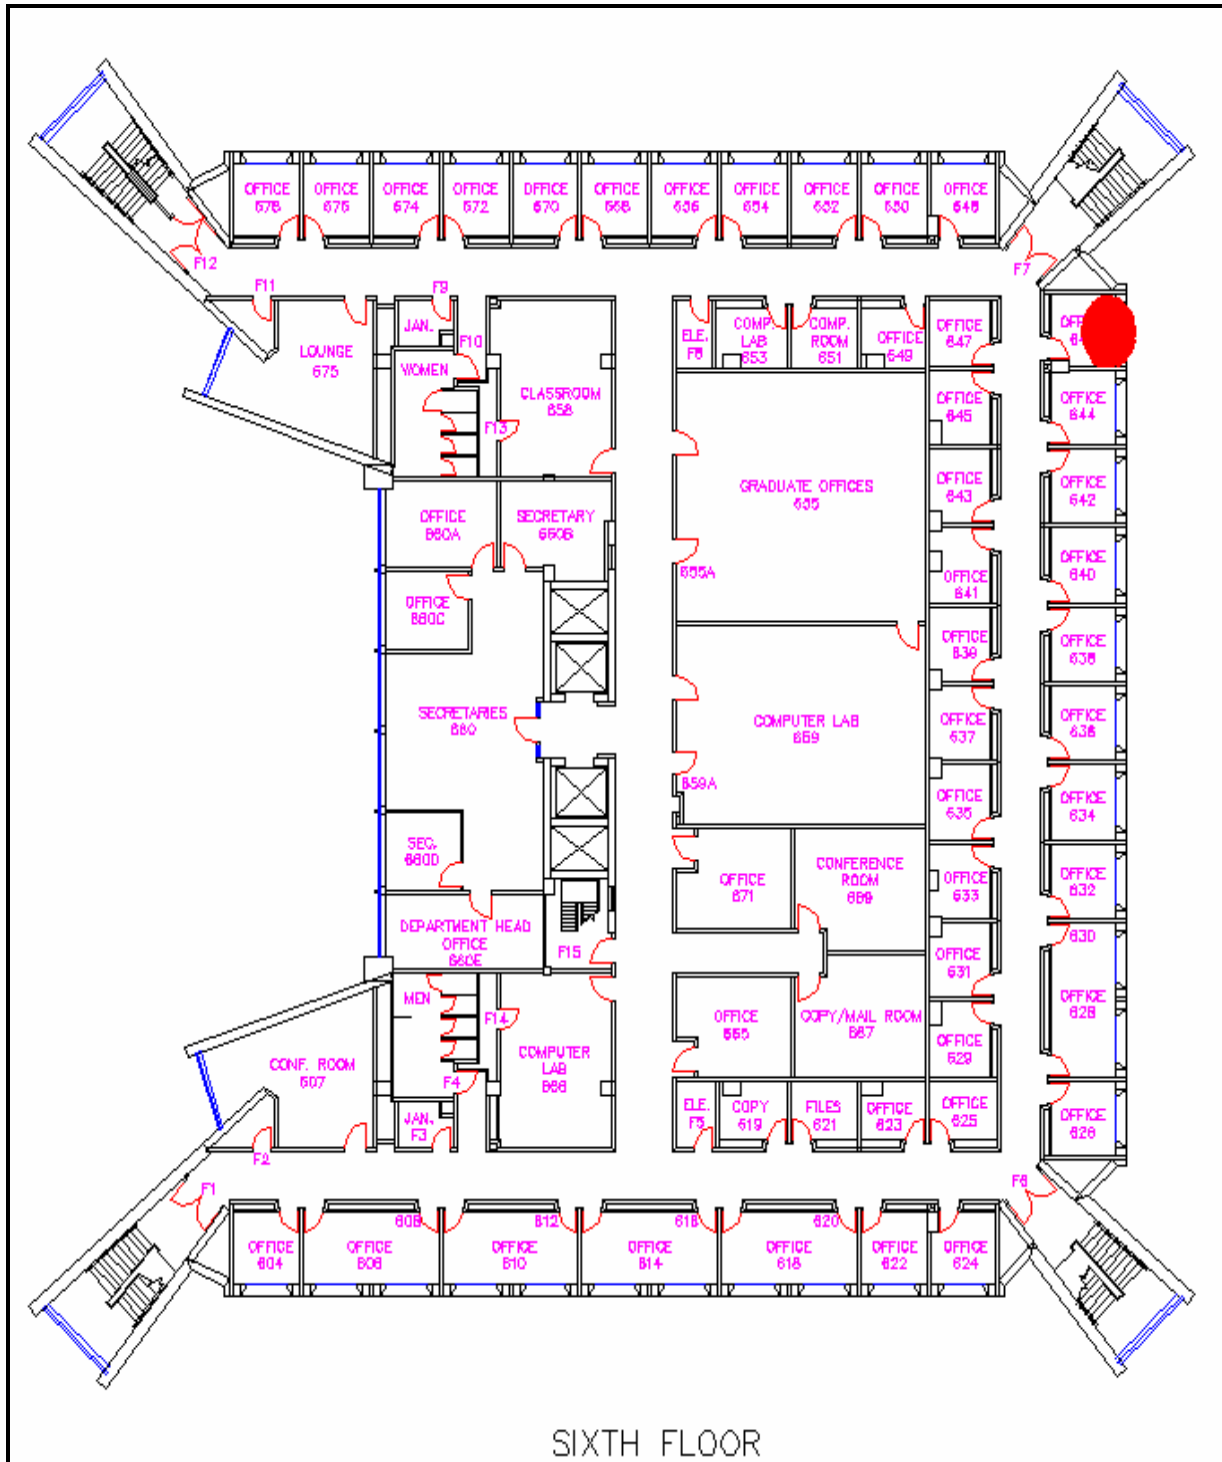 OFFICE
678
OFFICE
676
OFFICE
674
OFFICE
672
OFFICE
670
OFFICE
668
OFFICE
656
OFFICE
654
OFFICE
652
OFFICE
650
OFFICE
648
F12
F11
F9
F7
JAN.
F10
LOUNGE
675
WOMEN
CLASSROOM
658
F13
ELE.
F8
COMP.
LAB
653
COMP.
ROOM
651
OFFICE
649
OFFICE
647
OFFICE
645
OFFICE
644
OFFICE
643
OFFICE
642
GRADUATE OFFICES
655
655A
OFFICE
660A
SECRETARY
660B
OFFICE
660C
OFFICE
641
OFFICE
640
OFFICE
639
OFFICE
638
SECRETARIES
660
COMPUTER LAB
659
659A
OFFICE
637
OFFICE
636
OFFICE
635
OFFICE
634
SEC.
660D
OFFICE
671
CONFERENCE
ROOM
669
OFFICE
633
OFFICE
632
DEPARTMENT HEAD
OFFICE
660E
F15
630
OFFICE
631
OFFICE
628
MEN
F14
OFFICE
665
COPY/MAIL ROOM
667
OFFICE
629
CONF. ROOM
607
F4
COMPUTER
LAB
666
JAN.
F3
ELE.
F5
COPY
619
FILES
621
OFFICE
623
OFFICE
625
OFFICE
626
F2
F1
F6
608
612
616
620
OFFICE
604
OFFICE
606
OFFICE
610
OFFICE
614
OFFICE
618
OFFICE
622
OFFICE
624
SIXTH FLOOR